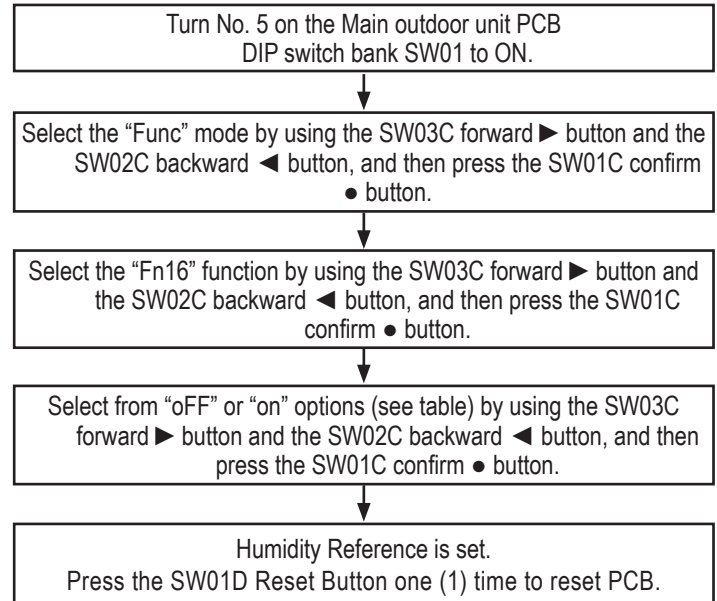 Turn No. 5 on the Main outdoor unit PCB
DIP switch bank SW01 to ON.
Select the “Func” mode by using the SW03C forward ► button and the
SW02C backward ◄ button, and then press the SW01C confirm
● button.
Select the “Fn16” function by using the SW03C forward ► button and
the SW02C backward ◄ button, and then press the SW01C
confirm ● button.
Select from “oFF” or “on” options (see table) by using the SW03C
forward ► button and the SW02C backward ◄ button, and then
press the SW01C confirm ● button.
Humidity Reference is set.
Press the SW01D Reset Button one (1) time to reset PCB.